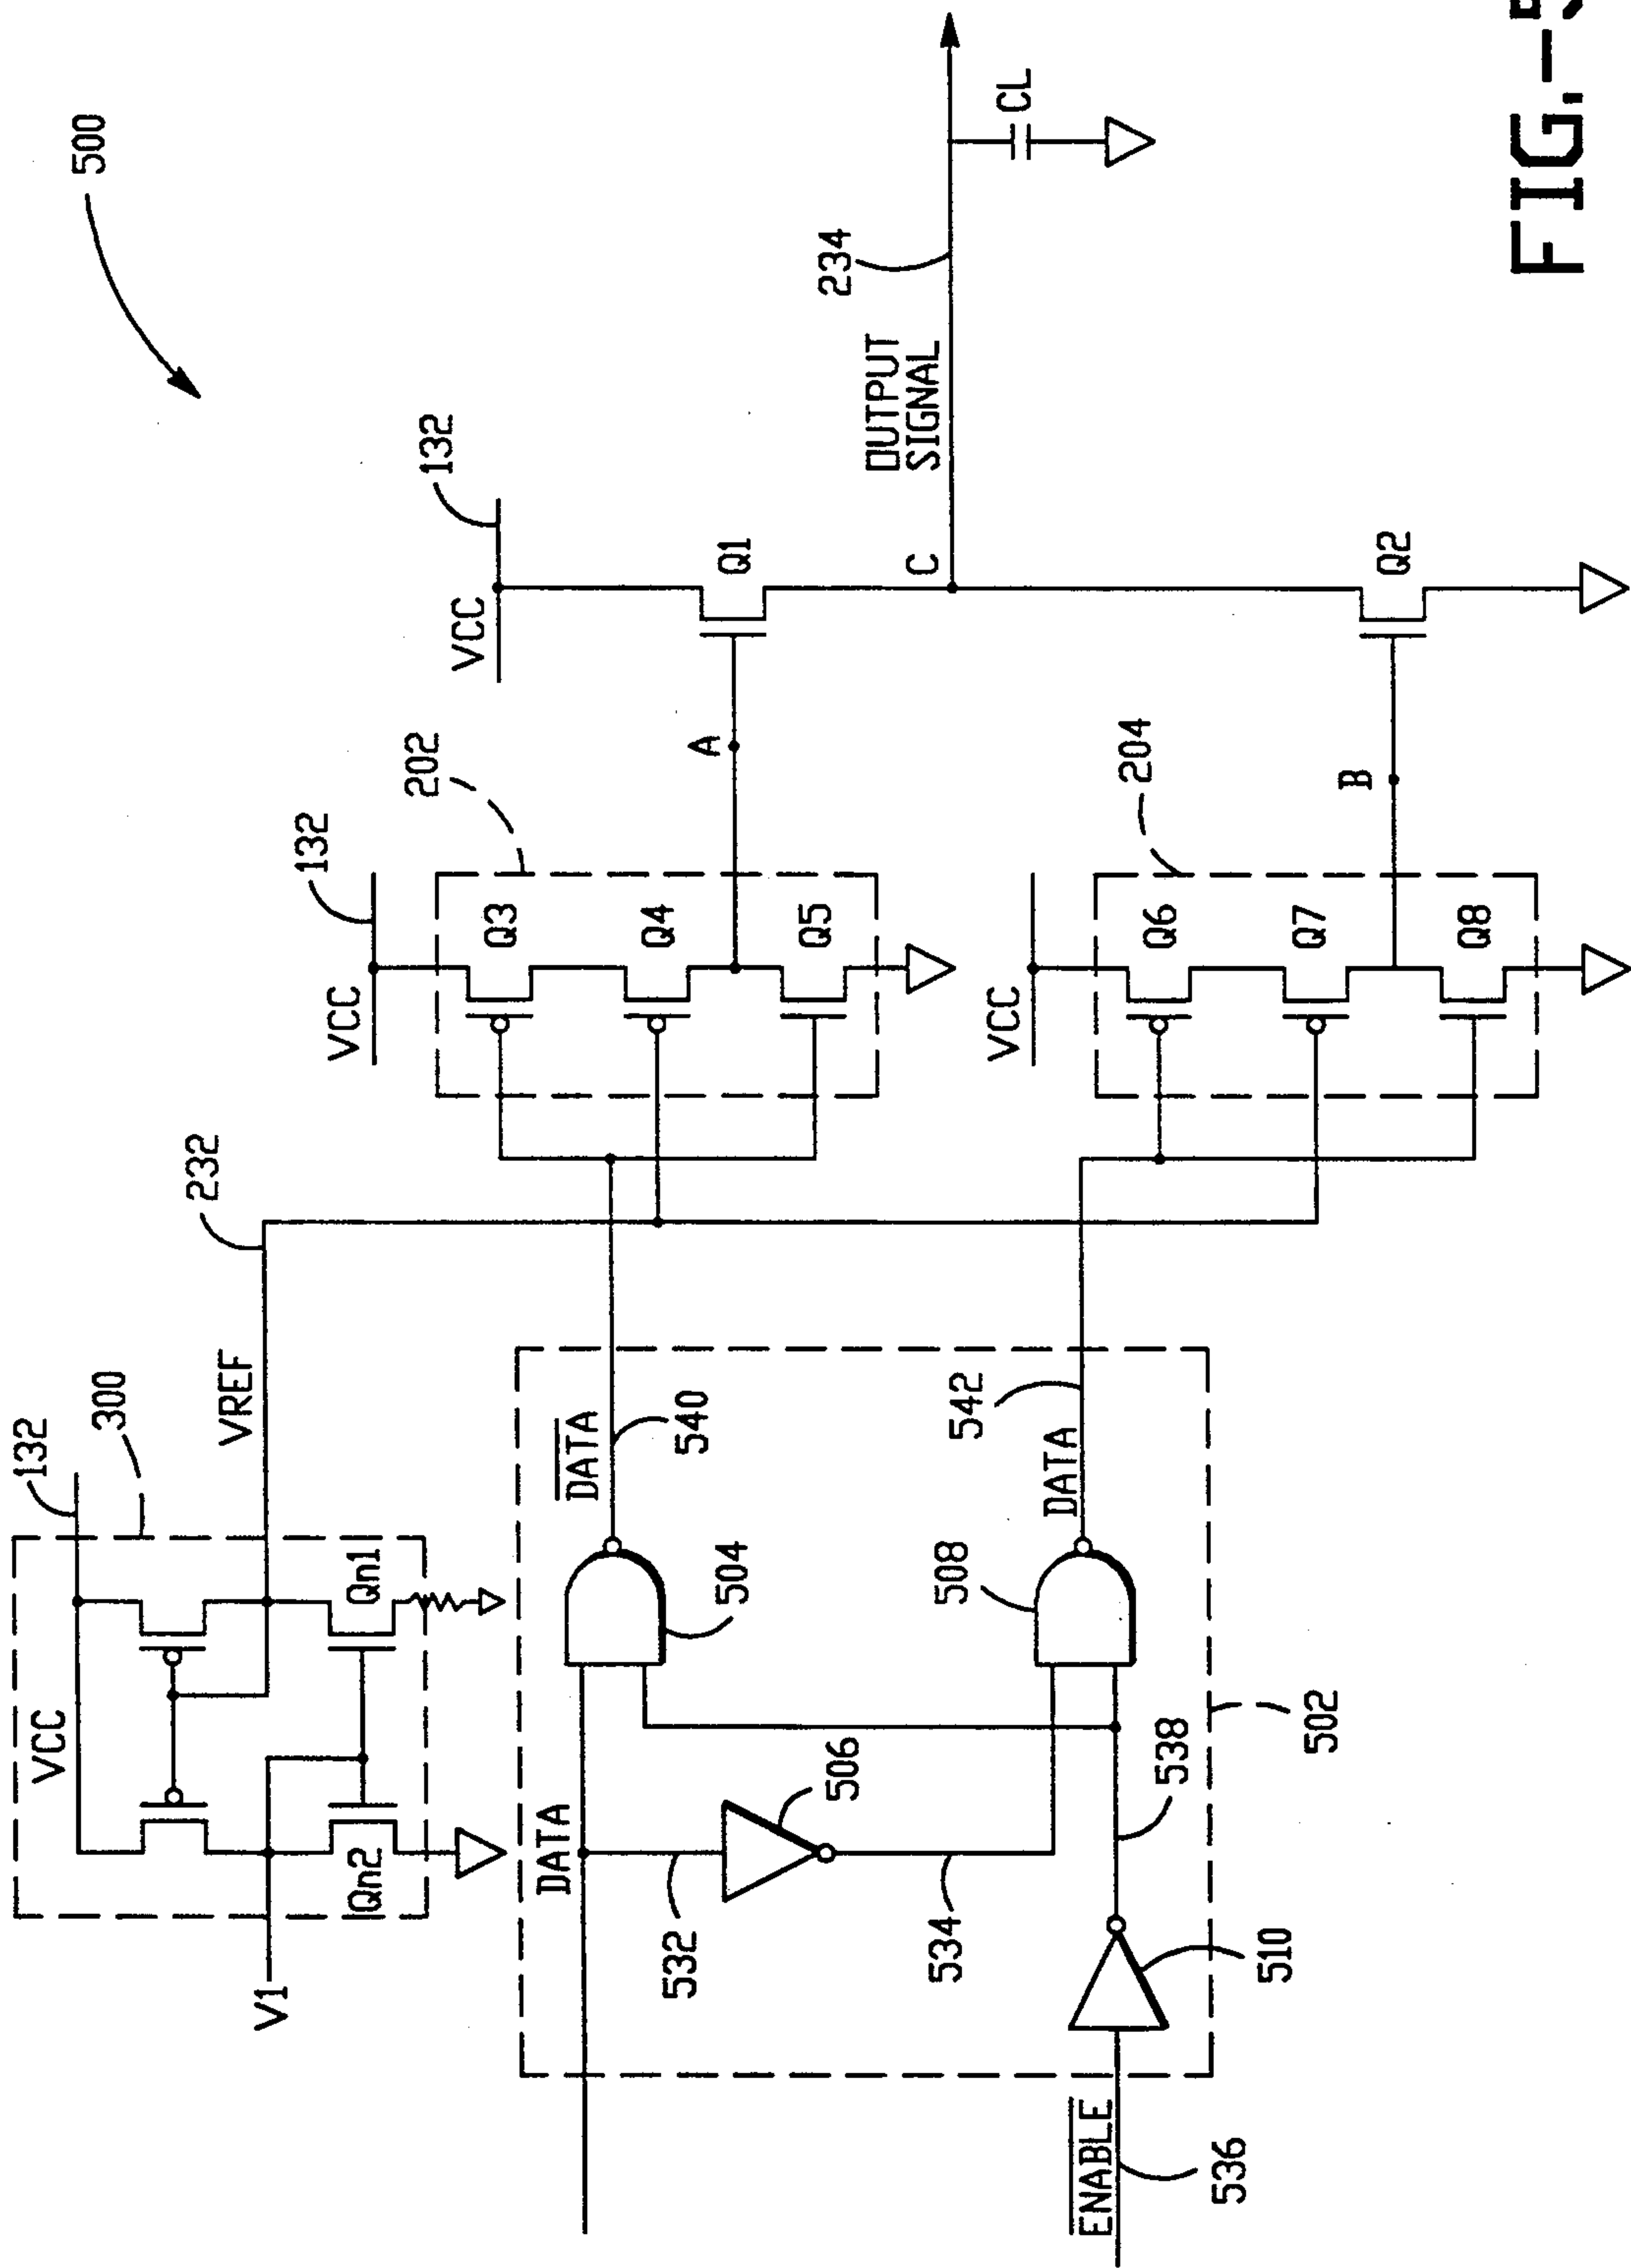 500
132
VCC
300
VREF
232
V1
Qn2
Qn1
132
VCC
202
Q3
Q4
Q5
A
132
VCC
Q1
C
OUTPUT
SIGNAL
234
CL
DATA
532
506
504
DATA
540
534
510
538
508
DATA
542
502
ENABLE
536
VCC
204
Q6
Q7
Q8
B
Q2